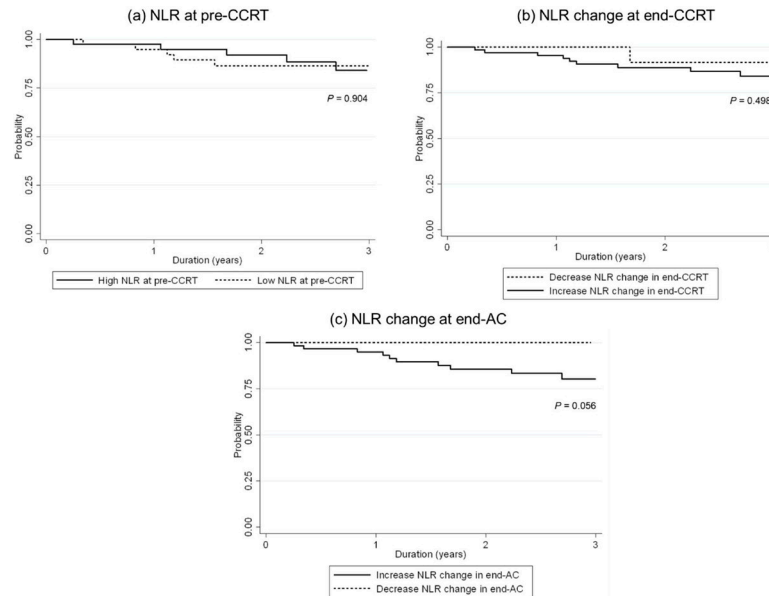 (a) NLR at pre-CCRT
1.00
0.75
0.50
0.25
0.00
Probability
P = 0.904
0 1 2 3
Duration (years)
High NLR at pre-CCRT Low NLR at pre-CCRT
(b) NLR change at end-CCRT
1.00
0.75
0.50
0.25
0.00
Probability
P = 0.498
0 1 2
Duration (years)
Decrease NLR change in end-CCRT
Increase NLR change in end-CCRT
(c) NLR change at end-AC
1.00
0.75
0.50
0.25
0.00
Probability
P = 0.056
0 1 2 3
Duration (years)
Increase NLR change in end-AC
Decrease NLR change in end-AC